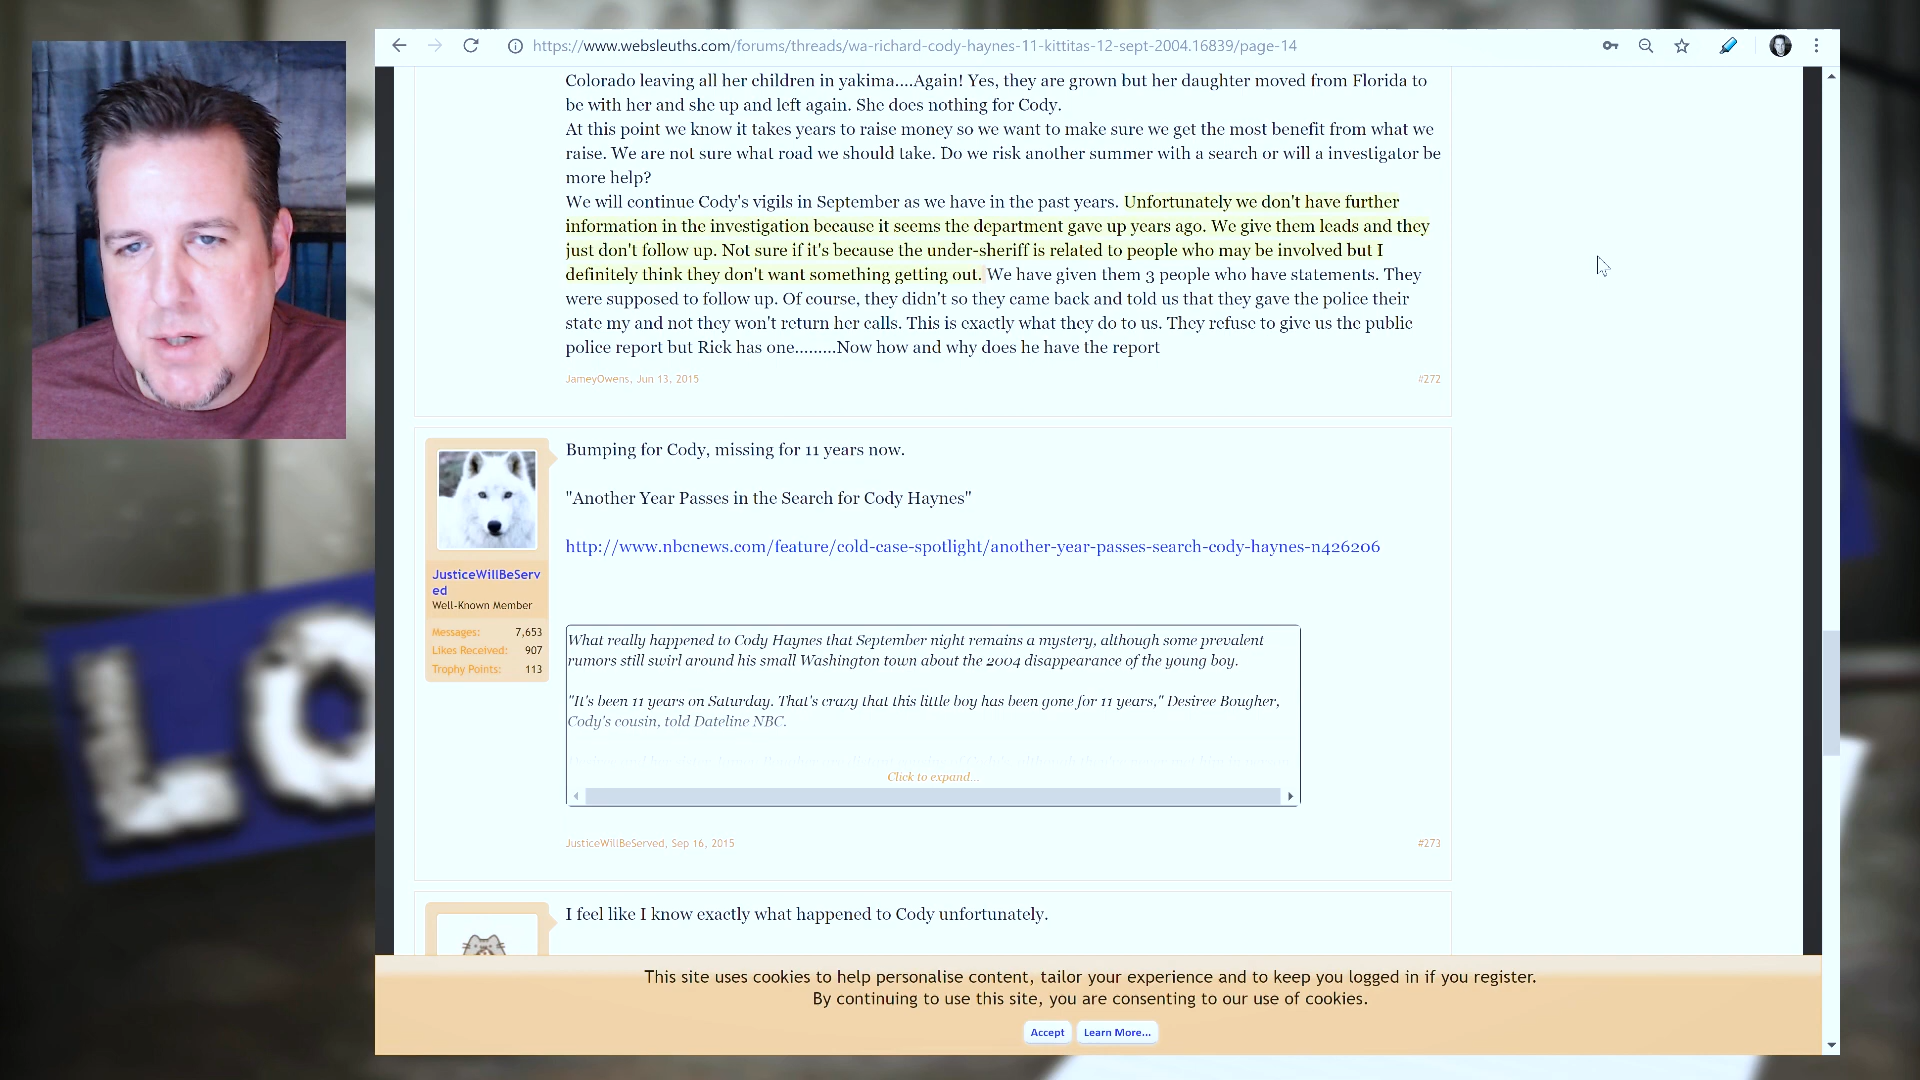 https://www.websleuths.com/forums/threads/wa-richard-cody-haynes-11-kittitas-12-sept-2004.16839/page-14
Colorado leaving all her children in yakima....Again! Yes, they are grown but her daughter moved from Florida to
be with her and she up and left again. She does nothing for Cody.
At this point we know it takes years to raise money so we want to make sure we get the most benefit from what we
raise. We are not sure what road we should take. Do we risk another summer with a search or will a investigator be
more help?
We will continue Cody's vigils in September as we have in the past years. Unfortunately we don't have further
information in the investigation because it seems the department gave up years ago. We give them leads and they
just don't follow up. Not sure if it's because the under-sheriff is related to people who may be involved but I
definitely think they don't want something getting out. We have given them 3 people who have statements. They
were supposed to follow up. Of course, they didn't so they came back and told us that they gave the police their
state my and not they won't return her calls. This is exactly what they do to us. They refuse to give us the public
police report but Rick has one.........Now how and why does he have the report
JameyOwens, Jun 13, 2015
#272
Bumping for Cody, missing for 11 years now.
"Another Year Passes in the Search for Cody Haynes"
http://www.nbcnews.com/feature/cold-case-spotlight/another-year-passes-search-cody-haynes-n426206
JusticeWillBeServ
ed
Well-Known Member
Messages: 7,653
Likes Received: 907
Trophy Points: 113
What really happened to Cody Haynes that September night remains a mystery, although some prevalent
rumors still swirl around his small Washington town about the 2004 disappearance of the young boy.
"It's been 11 years on Saturday. That's crazy that this little boy has been gone for 11 years," Desiree Bougher,
Cody's cousin, told Dateline NBC.
Click to expand...
JusticeWillBeServed, Sep 16, 2015
#273
I feel like I know exactly what happened to Cody unfortunately.
This site uses cookies to help personalise content, tailor your experience and to keep you logged in if you register.
By continuing to use this site, you are consenting to our use of cookies.
Accept
Learn More...
LO